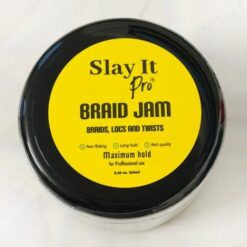 Slay It
Pro
BRAID JAM
BRAIDS, LOCS AND TWISTS
Non flaking Long hold Best quality
Maximum hold
for Proffessional use